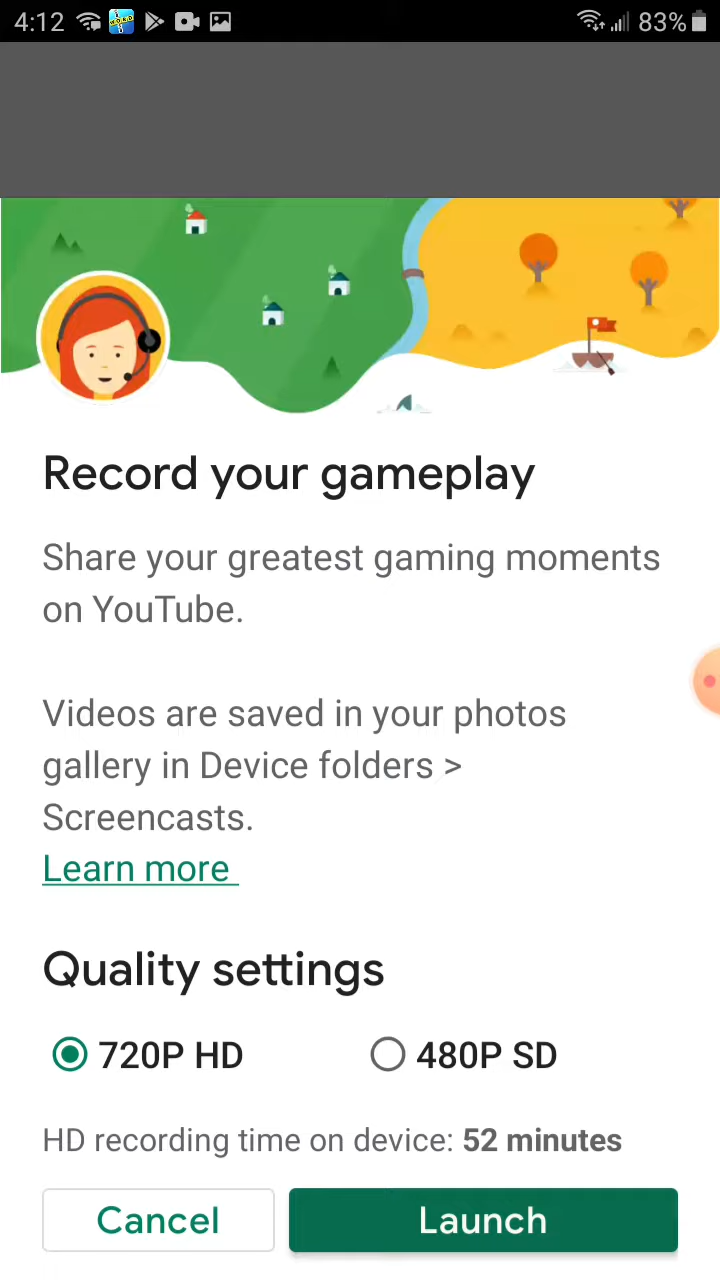 4:12
83%
Record your gameplay
Share your greatest gaming moments
on YouTube.
Videos are saved in your photos
gallery in Device folders >
Screencasts.
Learn more
Quality settings
720P HD 480P SD
HD recording time on device: 52 minutes
Cancel Launch